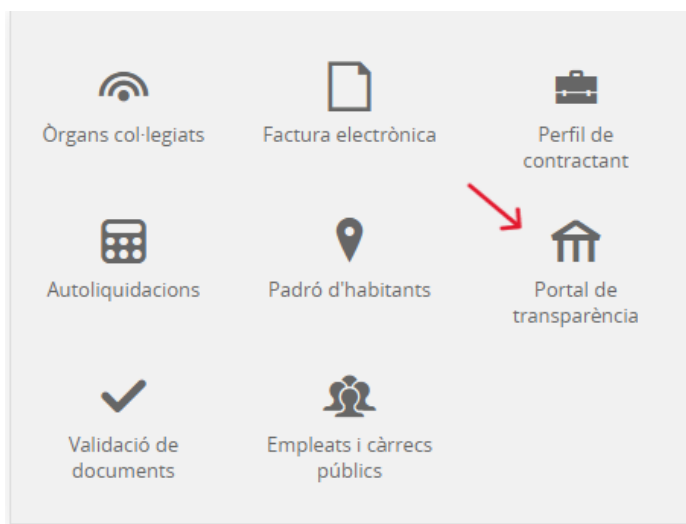 Òrgans col·legiats
Factura electrònica
Perfil de
contractant
Autoliquidacions
Padró d'habitants
Portal de
transparència
Validació de
documents
Empleats i càrrecs
públics